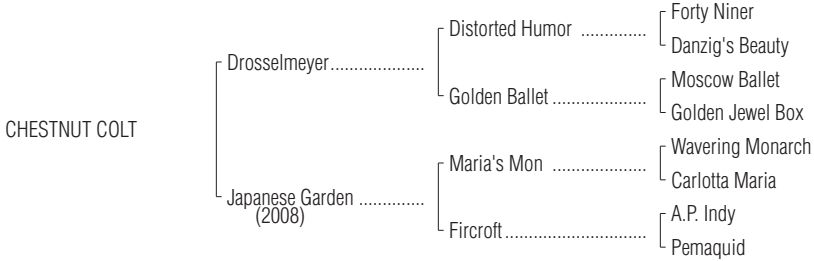 Forty Niner
Distorted Humor ..............
Danzig's Beauty
Drosselmeyer....................
Moscow Ballet
Golden Ballet ....................
Golden Jewel Box
CHESTNUT COLT
Wavering Monarch
Maria's Mon ....................
Carlotta Maria
Japanese Garden ..............
(2008)
A.P. Indy
Fircroft..............................
Pemaquid